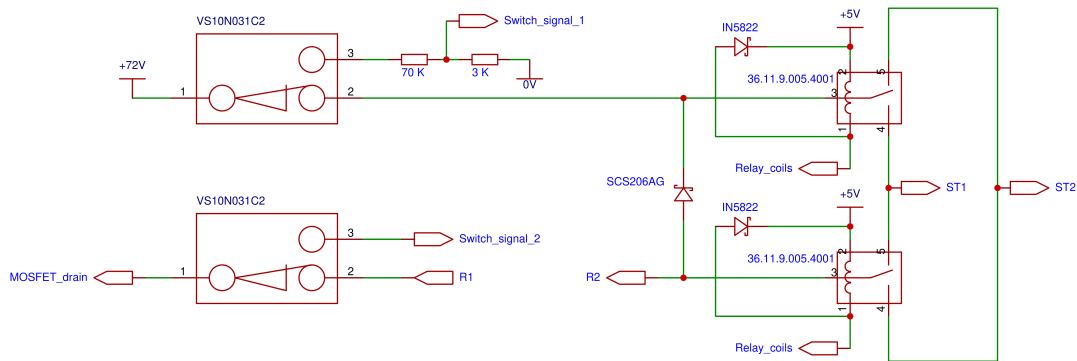 VS10N031C2
+72V
1
3
2
Switch_signal_1
70 K
3 K
0V
IN5822
+5V
36.11.9.005.4001
2
5
3
1
4
Relay_coils
SCS206AG
ST1
ST2
VS10N031C2
MOSFET_drain
1
3
2
Switch_signal_2
R1
R2
IN5822
+5V
36.11.9.005.4001
2
5
3
1
4
Relay_coils